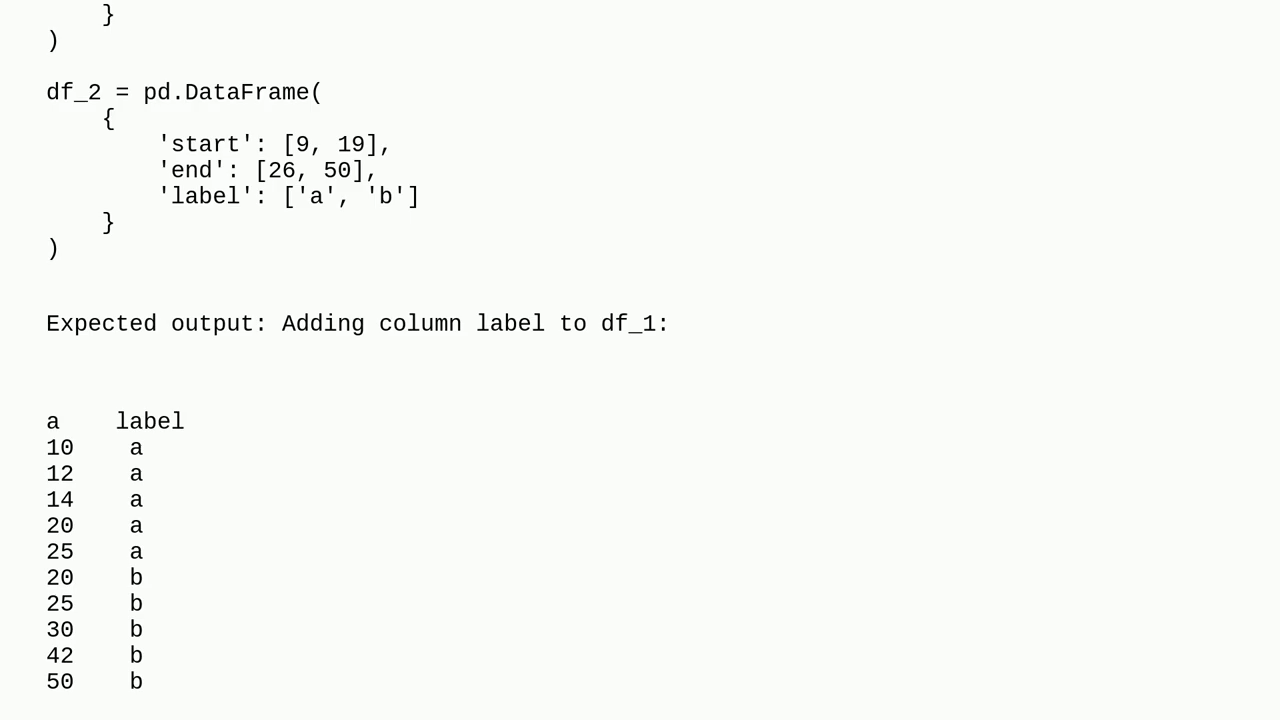 }
)
df_2 = pd.DataFrame(
    {
        'start': [9, 19],
        'end': [26, 50],
        'label': ['a', 'b']
    }
)
Expected output: Adding column label to df_1:
a    label
10    a
12    a
14    a
20    a
25    a
20    b
25    b
30    b
42    b
50    b